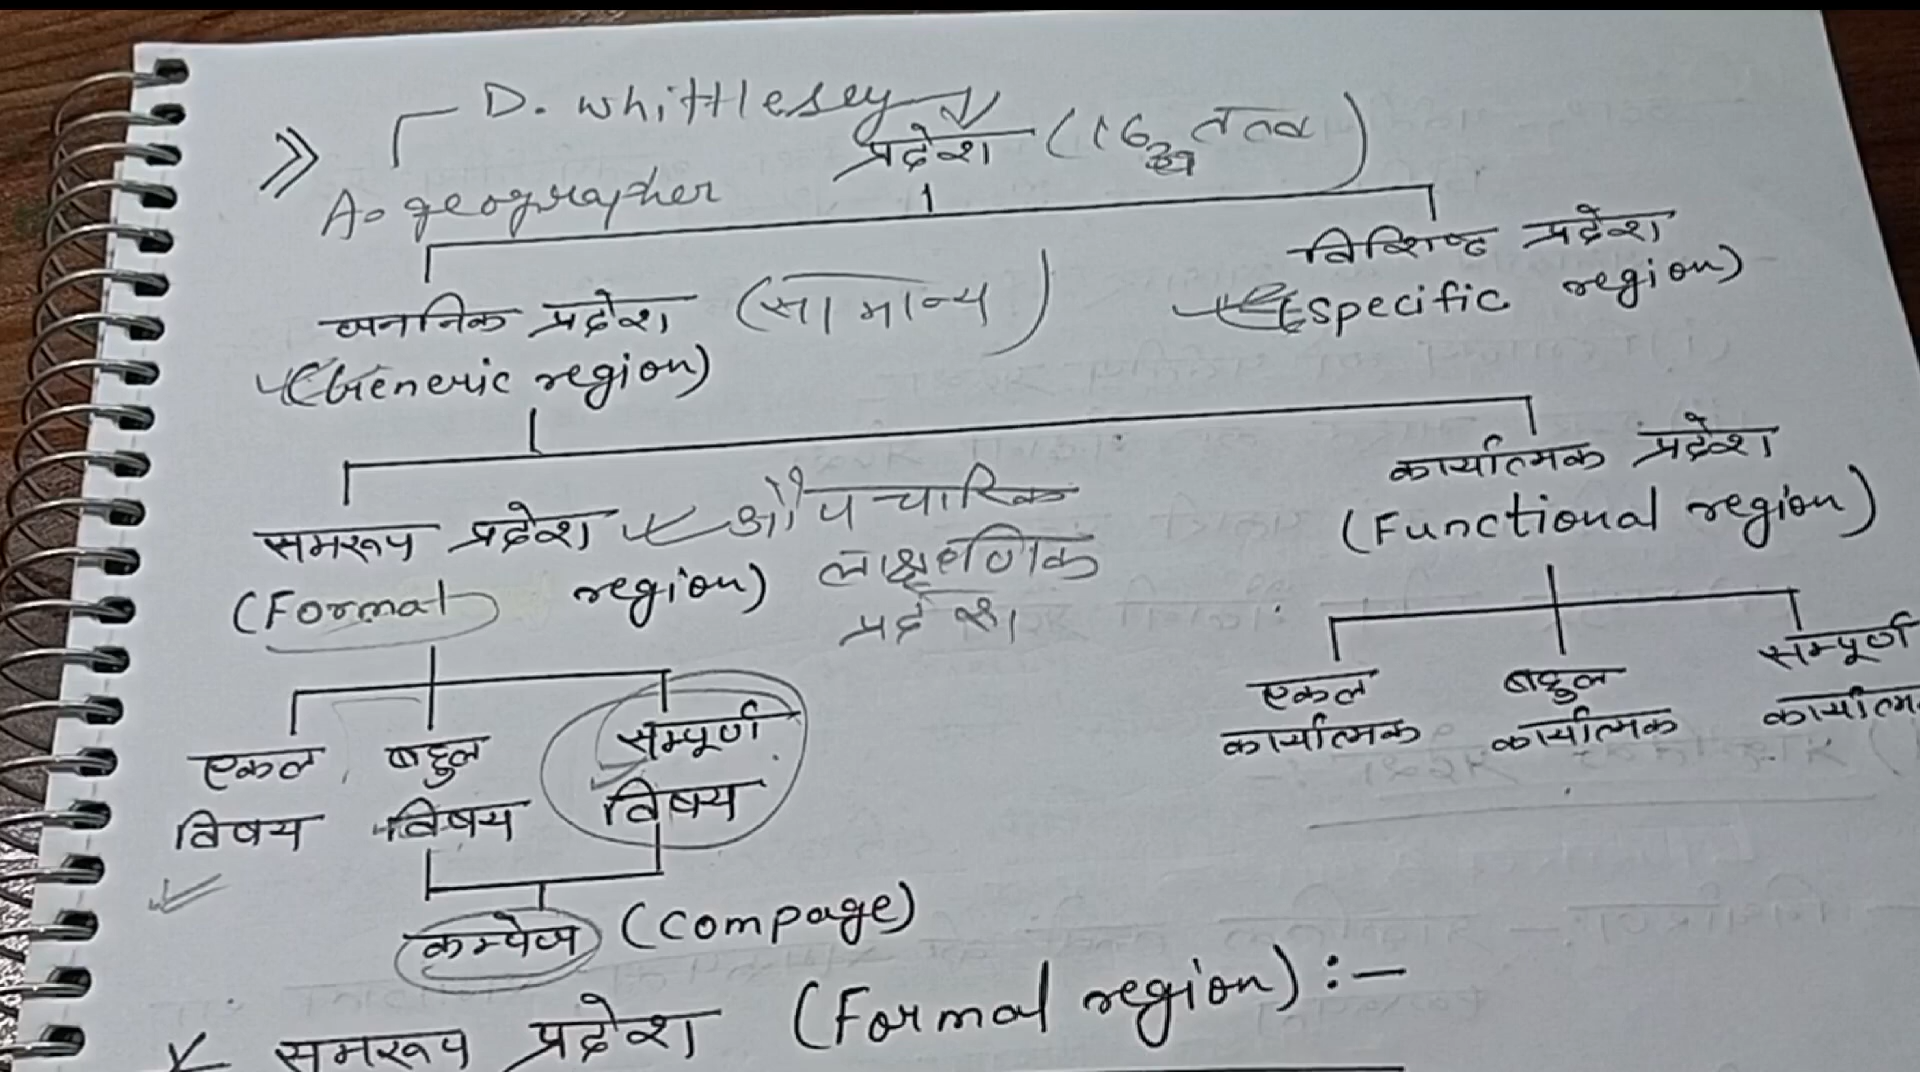 D. Whittlesey
प्रदेश (16 तत्व)
A. geographer
विशिष्ट प्रदेश
(Specific region)
जननिक प्रदेश (सामान्य)
(Generic region)
कार्यात्मक प्रदेश
(Functional region)
समरूप प्रदेश औपचारिक
(Formal region) लाक्षणिक
प्रदेश
एकल कार्यात्मक
बहुल कार्यात्मक
सम्पूर्ण
एकल विषय
बहुल विषय
सम्पूर्ण विषय
कम्पेज (Compage)
समरूप प्रदेश (Formal region) :-